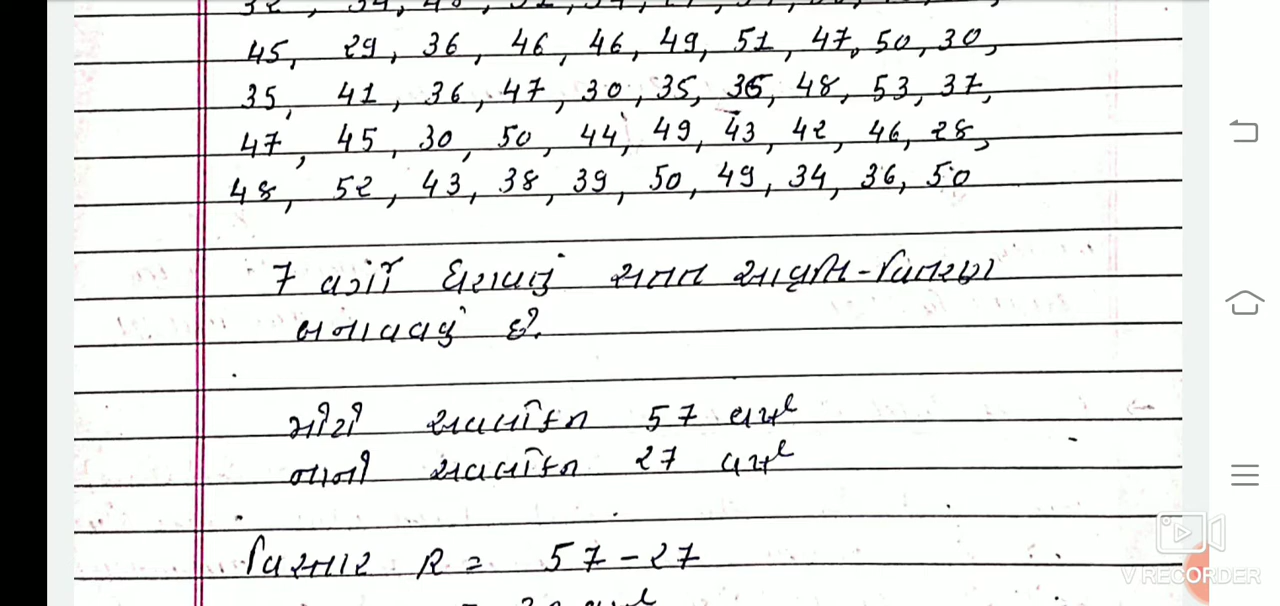 45, 29, 36, 46, 46, 49, 51, 47, 50, 30,
35, 41, 36, 47, 30, 35, 35, 48, 53, 37,
47, 45, 30, 50, 44, 49, 43, 42, 46, 28,
48, 52, 43, 38, 39, 50, 49, 34, 36, 50
7 વર્ગો ધરાવતું સતત આવૃત્તિ-વિતરણ
બનાવવું છે.
મોટો અવલોકન 57 વર્ષ
નાનો અવલોકન 27 વર્ષ
વિસ્તાર R = 57 - 27
V RECORDER